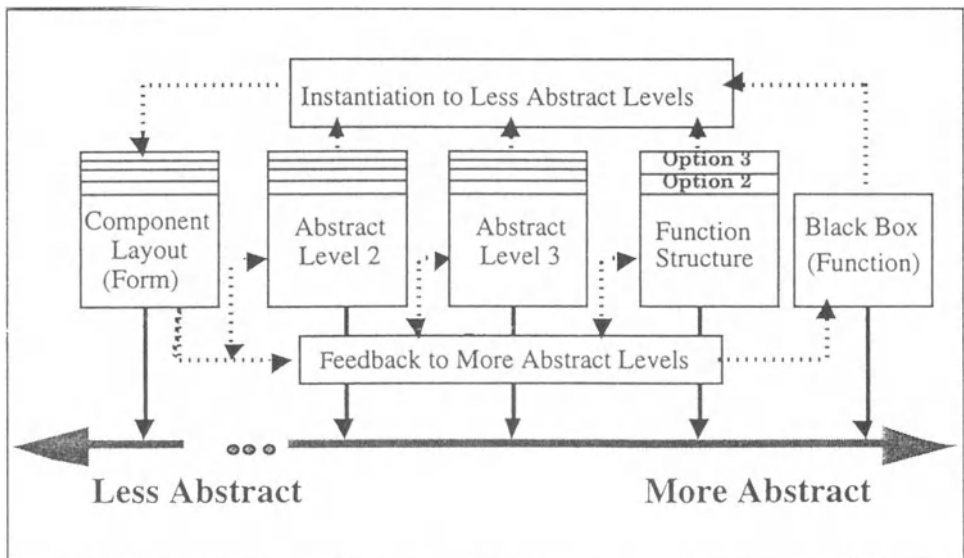 Instantiation to Less Abstract Levels
Option 3
Option 2
Component
Layout
(Form)
Abstract
Level 2
Abstract
Level 3
Function
Structure
Black Box
(Function)
Feedback to More Abstract Levels
Less Abstract
More Abstract